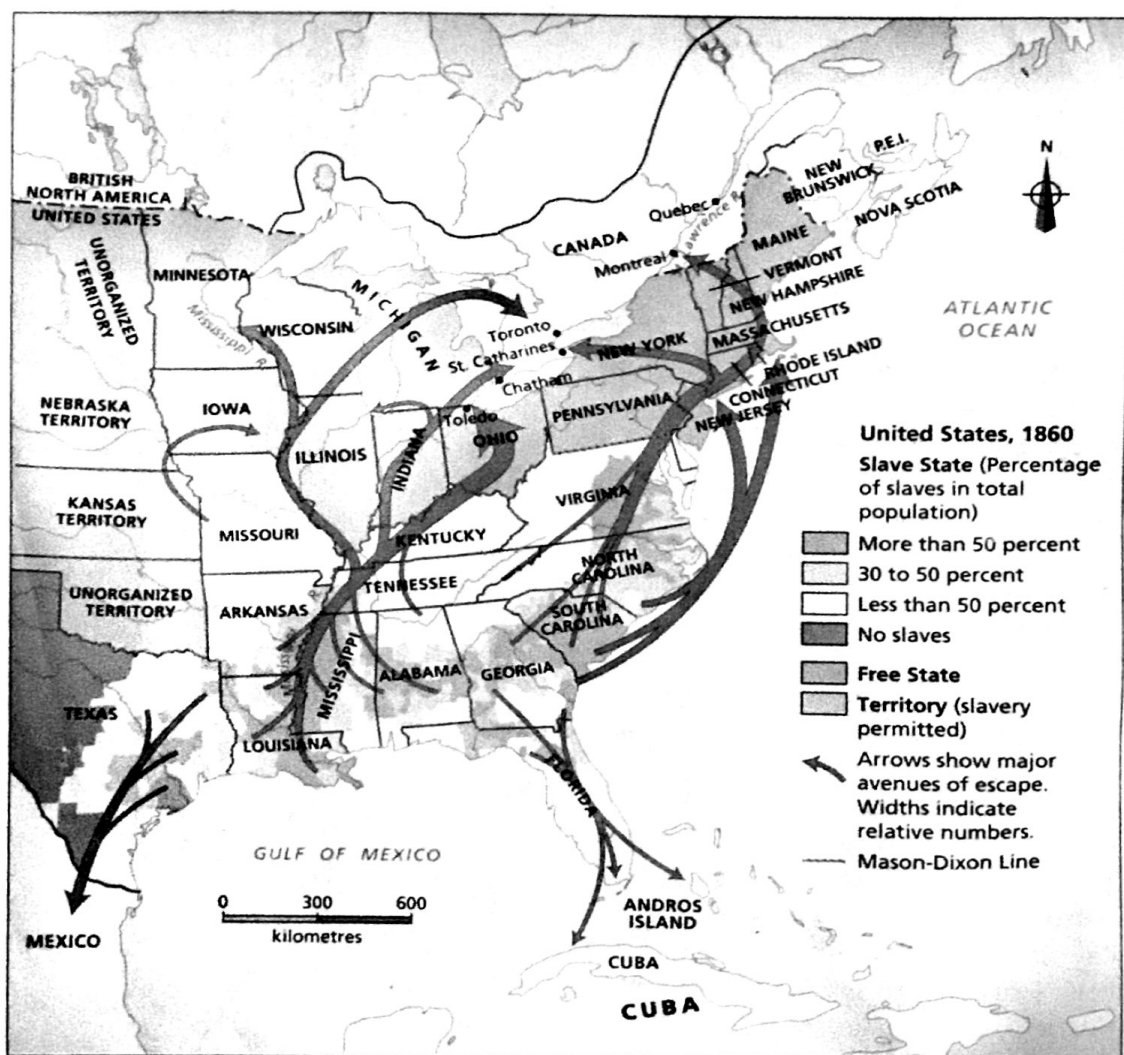 BRITISH
NORTH AMERICA
UNITED STATES
UNORGANIZED
TERRITORY
MINNESOTA
Mississippi R.
WISCONSIN
MICHIGAN
CANADA
Quebec
Lawrence R.
Montreal
P.E.I.
NEW
BRUNSWICK
NOVA SCOTIA
MAINE
VERMONT
NEW HAMPSHIRE
MASSACHUSETTS
RHODE ISLAND
CONNECTICUT
NEW JERSEY
N
ATLANTIC
OCEAN
Toronto
St. Catharines
Chatham
Toledo
NEW YORK
PENNSYLVANIA
NEBRASKA
TERRITORY
IOWA
ILLINOIS
INDIANA
OHIO
KANSAS
TERRITORY
MISSOURI
KENTUCKY
VIRGINIA
UNORGANIZED
TERRITORY
ARKANSAS
TENNESSEE
NORTH
CAROLINA
SOUTH
CAROLINA
MISSISSIPPI
ALABAMA
GEORGIA
TEXAS
LOUISIANA
FLORIDA
GULF OF MEXICO
0 300 600
kilometres
MEXICO
ANDROS
ISLAND
CUBA
CUBA
United States, 1860
Slave State (Percentage
of slaves in total
population)
More than 50 percent
30 to 50 percent
Less than 50 percent
No slaves
Free State
Territory (slavery
permitted)
Arrows show major
avenues of escape.
Widths indicate
relative numbers.
Mason-Dixon Line